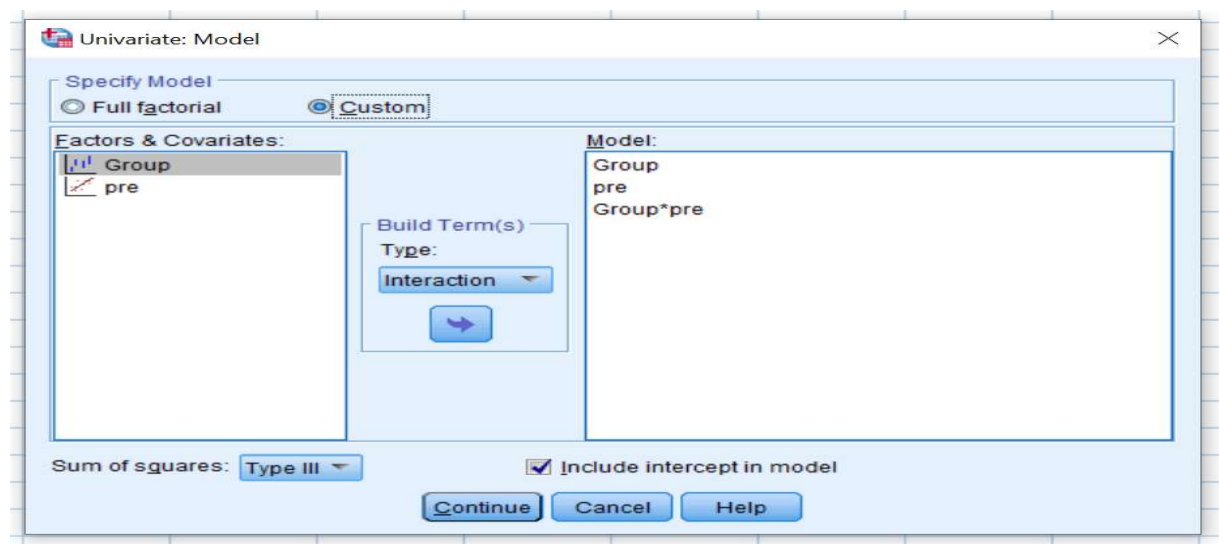 Univariate: Model
Specify Model
Full factorial
Custom
Factors & Covariates:
Group
pre
Build Term(s)
Type:
Interaction
Model:
Group
pre
Group*pre
Sum of squares: Type III
Include intercept in model
Continue Cancel Help